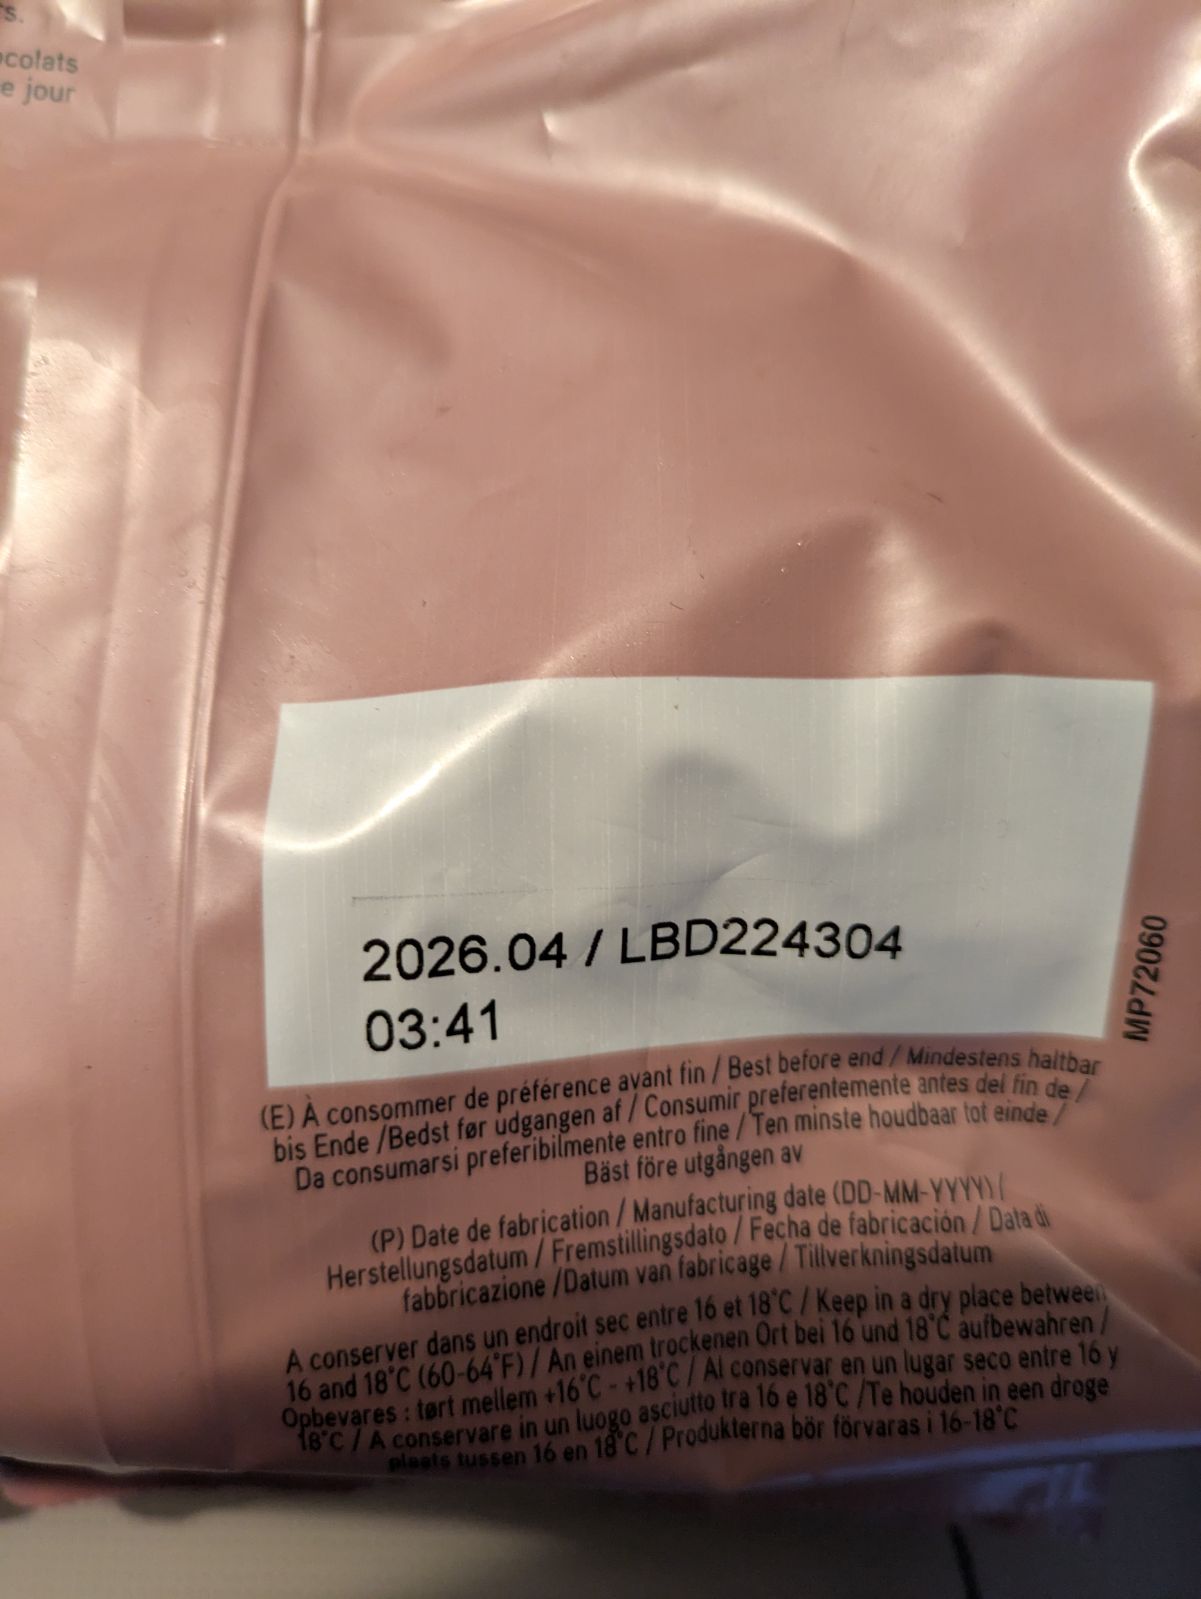 s.
colats
e jour
2026.04 / LBD224304
03:41
MP72060
(E) À consommer de préférence avant fin / Best before end / Mindestens haltbar
bis Ende /Bedst før udgangen af / Consumir preferentemente antes del fin de /
Da consumarsi preferibilmente entro fine / Ten minste houdbaar tot einde /
Bäst före utgången av
(P) Date de fabrication / Manufacturing date (DD-MM-YYYY) /
Herstellungsdatum / Fremstillingsdato / Fecha de fabricación / Data di
fabbricazione /Datum van fabricage / Tillverkningsdatum
A conserver dans un endroit sec entre 16 et 18°C / Keep in a dry place between
16 and 18°C (60-64°F) / An einem trockenen Ort bei 16 und 18°C aufbewahren /
Opbevares : tørt mellem +16°C - +18°C / Al conservar en un lugar seco entre 16 y
18°C / A conservare in un luogo asciutto tra 16 e 18°C /Te houden in een droge
plaats tussen 16 en 18°C / Produkterna bör förvaras i 16-18°C